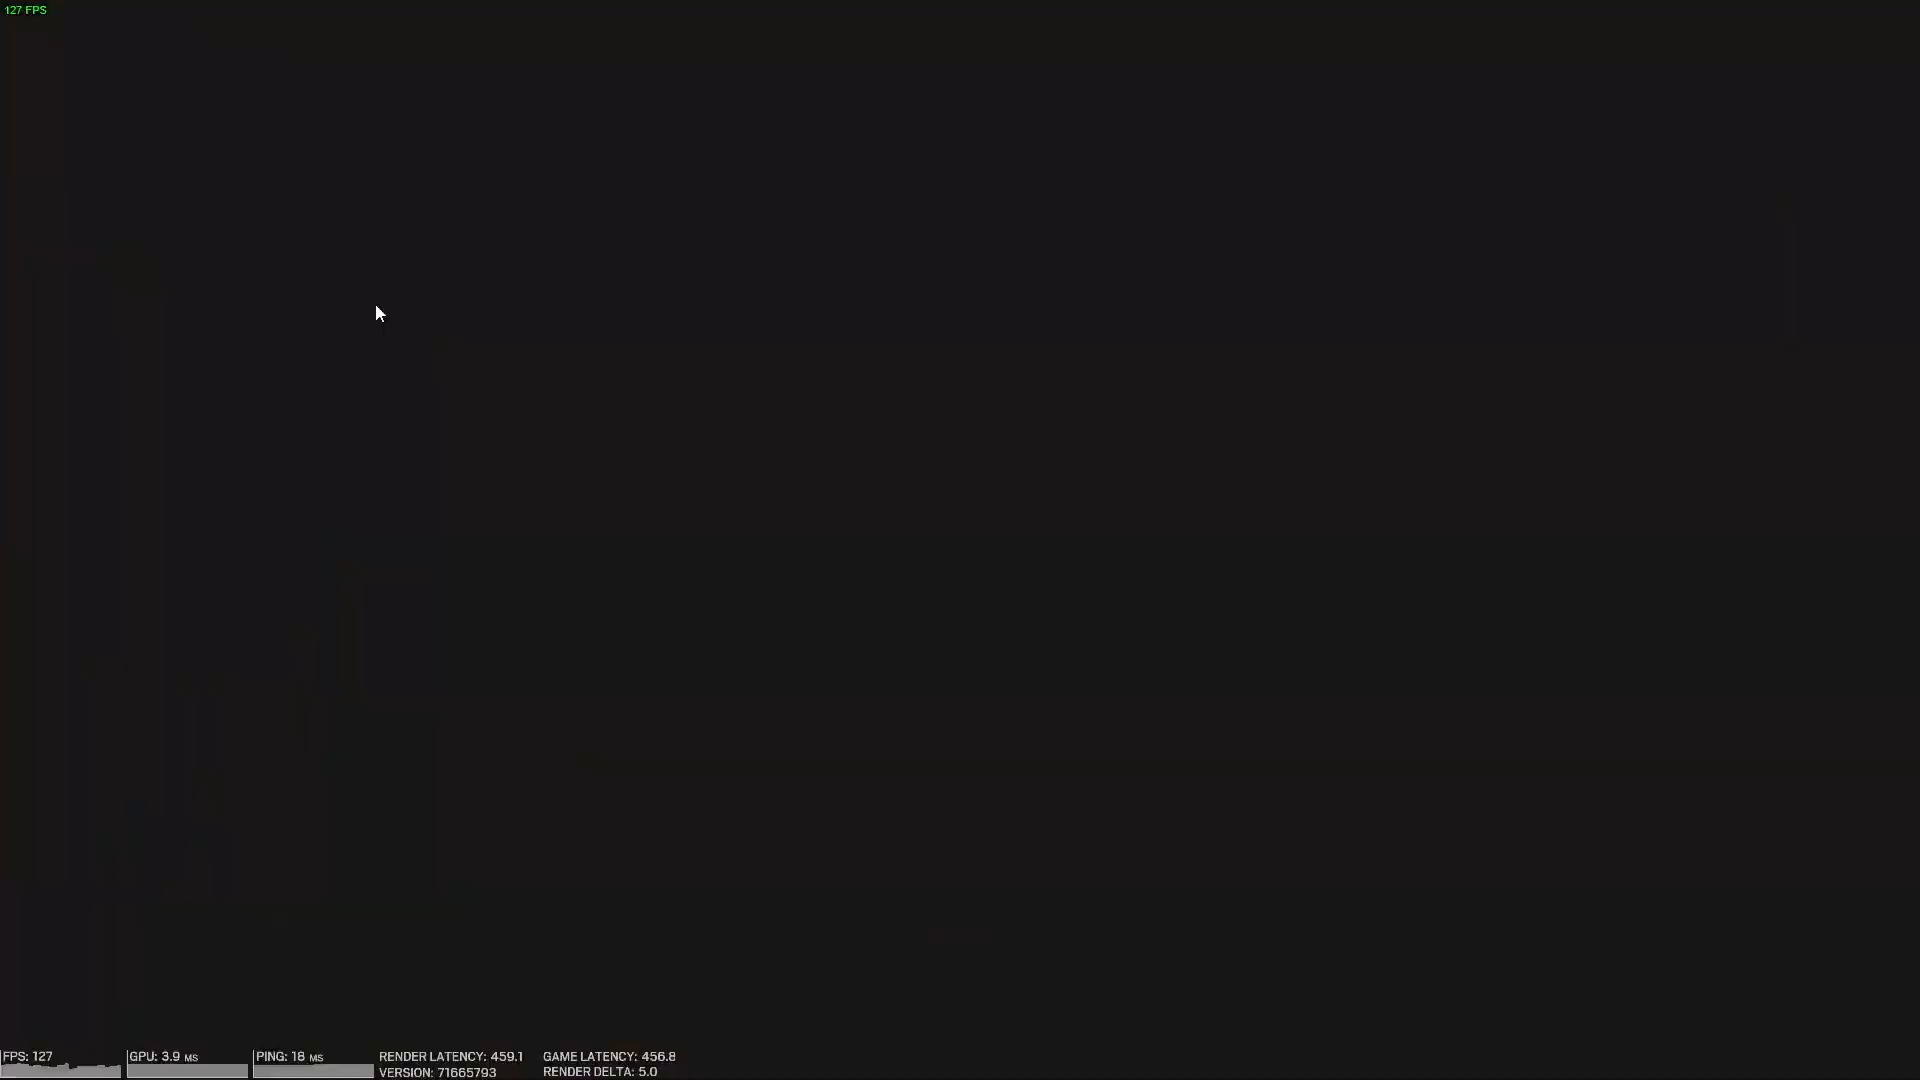 127 FPS
FPS: 127 GPU: 3.9 MS PING: 18 MS RENDER LATENCY: 459.1 GAME LATENCY: 456.8
VERSION: 71665793 RENDER DELTA: 5.0